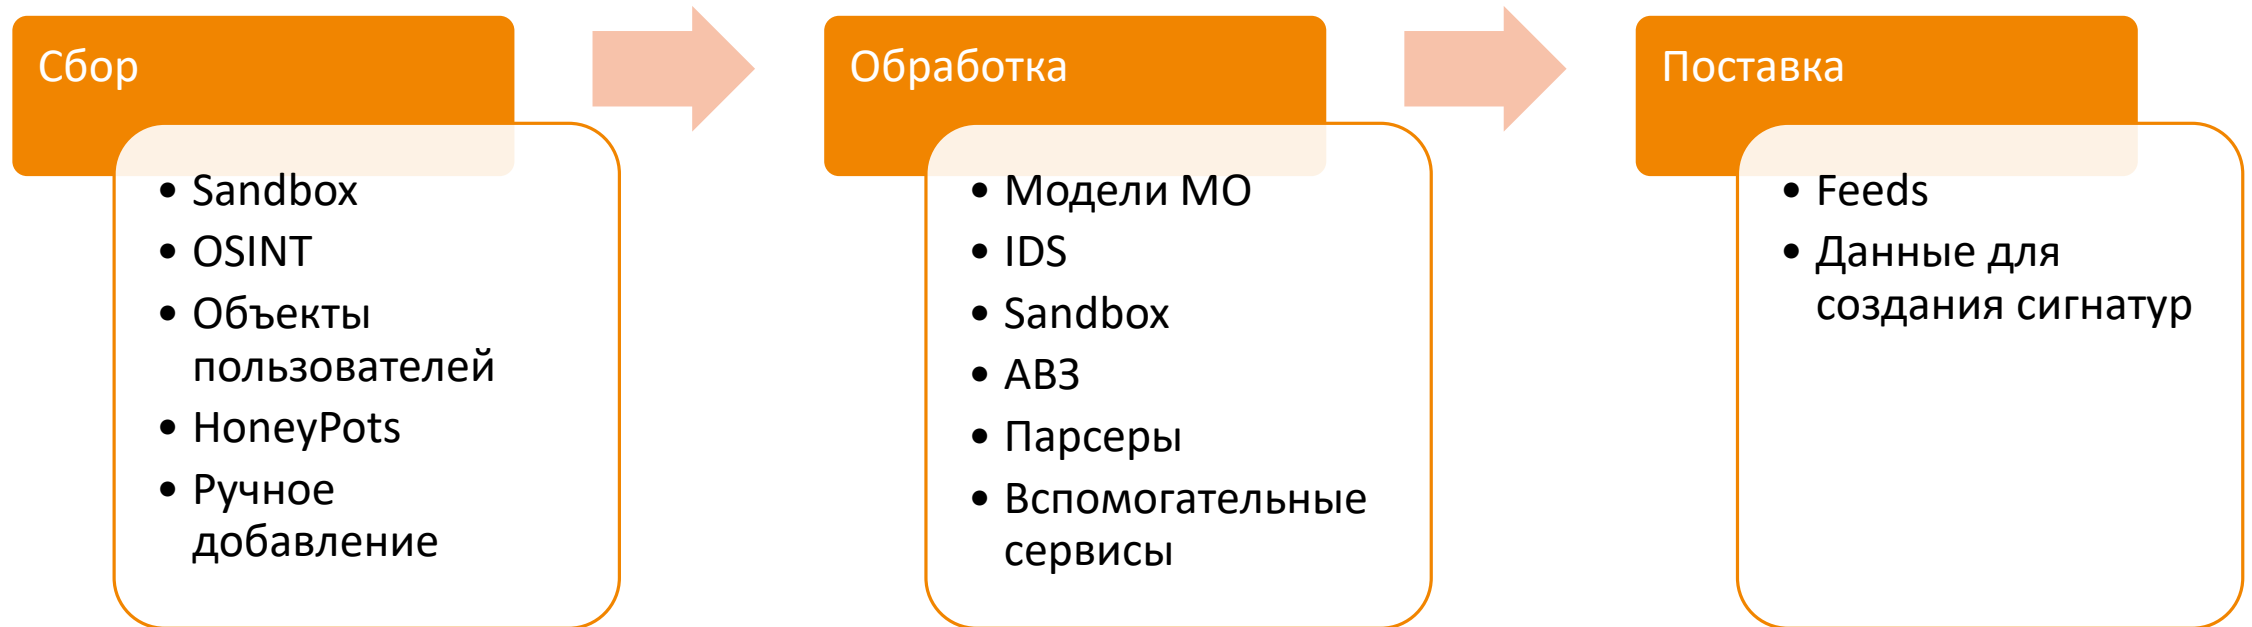 Сбор
• Sandbox
• OSINT
• Объекты
пользователей
• HoneyPots
• Ручное
добавление
Обработка
• Модели МО
• IDS
• Sandbox
• АВЗ
• Парсеры
• Вспомогательные
сервисы
Поставка
• Feeds
• Данные для
создания сигнатур